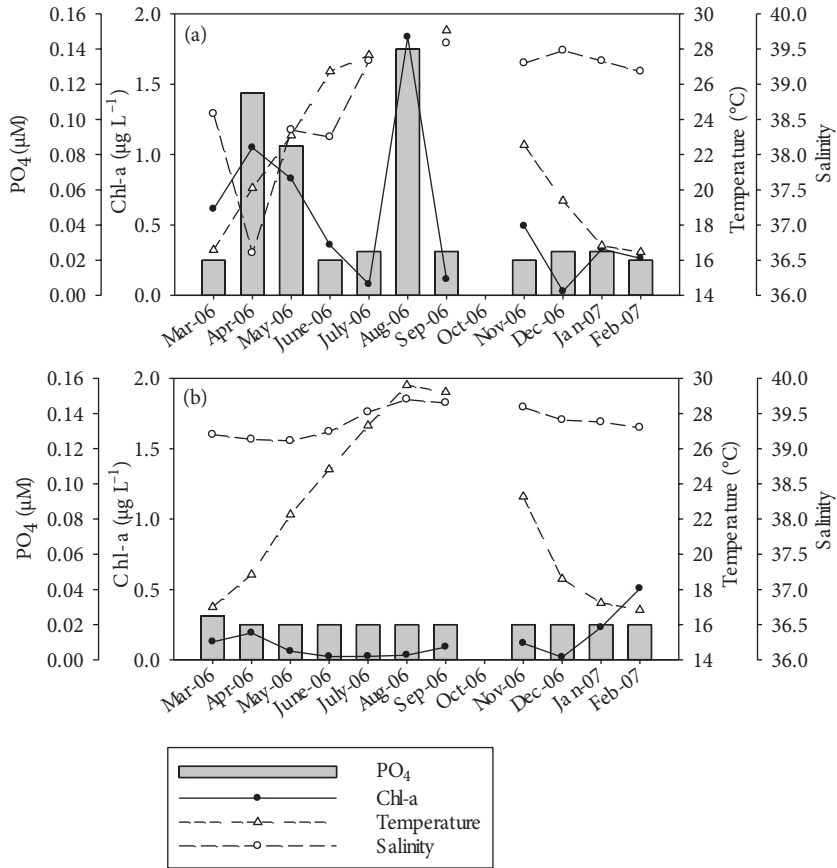 (a)
PO4 (µM)
0.16
0.14
0.12
0.10
0.08
0.06
0.04
0.02
0.00
Chl-a (µg L⁻¹)
2.0
1.5
1.0
0.5
0.0
30
28
26
24
22
20
18
16
14
Temperature (°C)
40.0
39.5
39.0
38.5
38.0
37.5
37.0
36.5
36.0
Salinity
Mar-06
Apr-06
May-06
June-06
July-06
Aug-06
Sep-06
Oct-06
Nov-06
Dec-06
Jan-07
Feb-07
(b)
PO4 (µM)
0.16
0.14
0.12
0.10
0.08
0.06
0.04
0.02
0.00
Chl-a (µg L⁻¹)
2.0
1.5
1.0
0.5
0.0
30
28
26
28
22
28
18
16
14
Temperature (°C)
40.0
39.5
39.0
38.5
38.0
37.5
37.0
36.5
36.0
Salinity
Mar-06
Apr-06
May-06
June-06
July-06
Aug-06
Sep-06
Oct-06
Nov-06
Dec-06
Jan-07
Feb-07
PO4
Chl-a
Temperature
Salinity